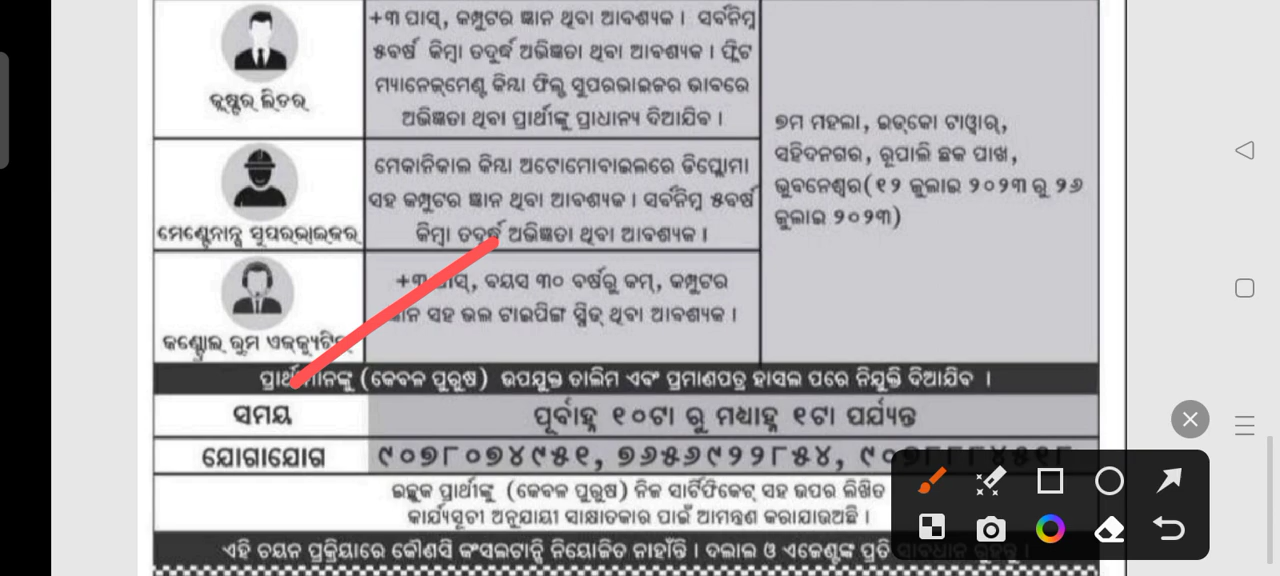 +୩ ପାସ୍, କମ୍ପୁଟର ଜ୍ଞାନ ଥିବା ଆବଶ୍ୟକ । ସର୍ବନିମ୍ନ
୫ବର୍ଷ କିମ୍ବା ତଦୁର୍ଦ୍ଧ ଅଭିଜ୍ଞତା ଥିବା ଆବଶ୍ୟକ । ଫ୍ଲିଟ
ମ୍ୟାନେଜ୍‌ମେଣ୍ଟ କିମ୍ବା ଫିଲ୍ଡ ସୁପରଭାଇଜର ଭାବରେ
ଅଭିଜ୍ଞତା ଥିବା ପ୍ରାର୍ଥୀଙ୍କୁ ପ୍ରାଧାନ୍ୟ ଦିଆଯିବ ।
କ୍ଲଷ୍ଟର୍ ଲିଡର୍
ମେକାନିକାଲ କିମ୍ବା ଅଟୋମୋବାଇଲରେ ଡିପ୍ଲୋମା
ସହ କମ୍ପୁଟର ଜ୍ଞାନ ଥିବା ଆବଶ୍ୟକ । ସର୍ବନିମ୍ନ ୫ବର୍ଷ
କିମ୍ବା ତଦୁର୍ଦ୍ଧ ଅଭିଜ୍ଞତା ଥିବା ଆବଶ୍ୟକ ।
ମେଣ୍ଟେନାନ୍ସ ସୁପର୍‌ଭାଇଜର୍
+୩ ପାସ୍, ବୟସ ୩୦ ବର୍ଷରୁ କମ୍, କମ୍ପୁଟର
ଜ୍ଞାନ ସହ ଭଲ ଟାଇପିଙ୍ଗ ସ୍ପିଡ୍ ଥିବା ଆବଶ୍ୟକ ।
କଣ୍ଟ୍ରୋଲ୍ ରୁମ ଏକ୍‌ଜ୍ୟୁଟିଭ୍
୭ମ ମହଲା, ଇଡ୍‌କୋ ଟାୱାର୍,
ସହିଦନଗର, ରୂପାଲି ଛକ ପାଖ,
ଭୁବନେଶ୍ୱର(୧୨ ଜୁଲାଇ ୨୦୨୩ ରୁ ୨୬
ଜୁଲାଇ ୨୦୨୩)
ପ୍ରାର୍ଥୀମାନଙ୍କୁ (କେବଳ ପୁରୁଷ) ଉପଯୁକ୍ତ ତାଲିମ ଏବଂ ପ୍ରମାଣପତ୍ର ହାସଲ ପରେ ନିଯୁକ୍ତି ଦିଆଯିବ ।
ସମୟ ପୂର୍ବାହ୍ନ ୧୦ଟା ରୁ ମଧ୍ୟାହ୍ନ ୧ଟା ପର୍ଯ୍ୟନ୍ତ
ଯୋଗାଯୋଗ ୯୦୭୮୦୭୪୯୫୧, ୭୬୫୬୯୨୨୮୫୪, ୯୦୭୮୮୮୪୫୧୮
ଇଚ୍ଛୁକ ପ୍ରାର୍ଥୀଙ୍କୁ (କେବଳ ପୁରୁଷ) ନିଜ ସାର୍ଟିଫିକେଟ୍ ସହ ଉପର ଲିଖିତ
କାର୍ଯ୍ୟସୂଚୀ ଅନୁଯାୟୀ ସାକ୍ଷାତକାର ପାଇଁ ଆମନ୍ତ୍ରଣ କରାଯାଉଅଛି ।
ଏହି ଚୟନ ପ୍ରକ୍ରିୟାରେ କୌଣସି କଂସଲଟାନ୍ସି ନିୟୋଜିତ ନାହାଁନ୍ତି । ଦଲାଲ ଓ ଏଜେଣ୍ଟଙ୍କ ପ୍ରତି ସାବଧାନ ରୁହନ୍ତୁ ।